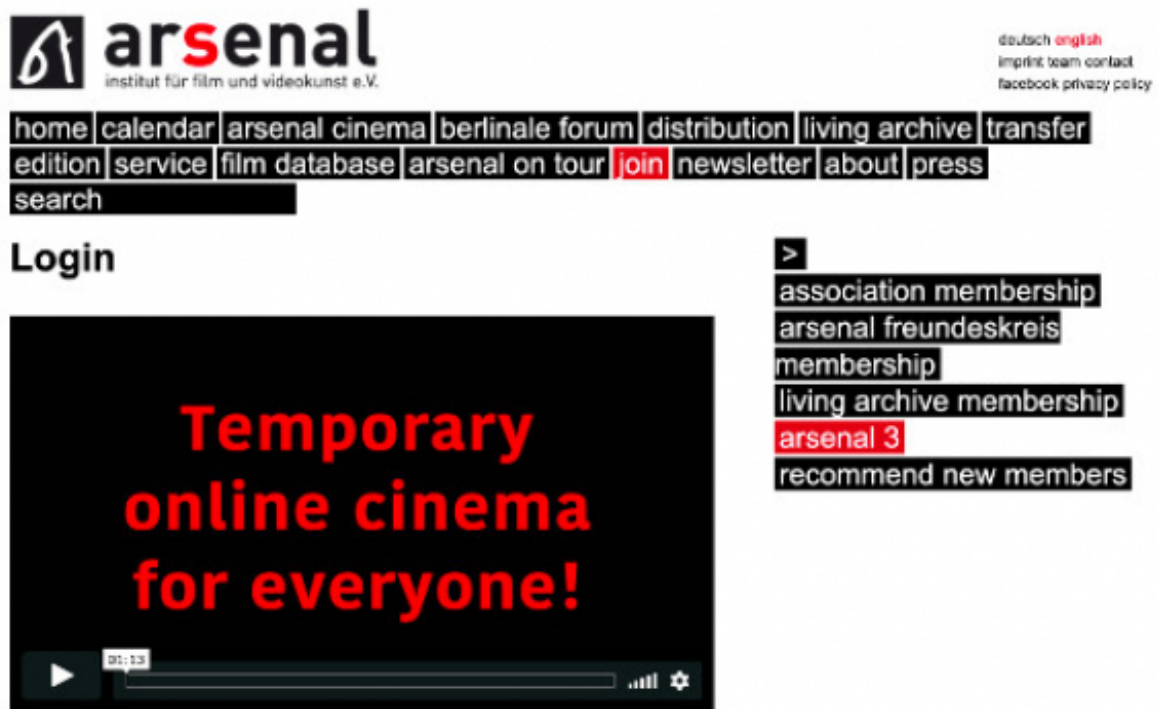 arsenal
institut für film und videokunst e.V.
deutsch english
imprint team contact
facebook privacy policy
home calendar arsenal cinema berlinale forum distribution living archive transfer
edition service film database arsenal on tour join newsletter about press
search
Login
>
association membership
arsenal freundeskreis
membership
living archive membership
arsenal 3
recommend new members
Temporary
online cinema
for everyone!
01:13